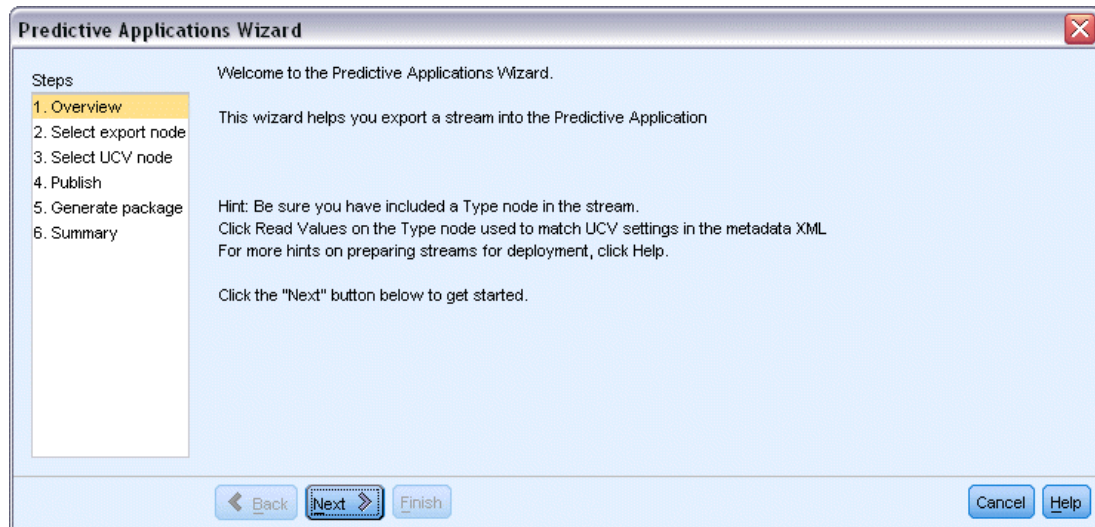 Predictive Applications Wizard
Steps
1. Overview
2. Select export node
3. Select UCV node
4. Publish
5. Generate package
6. Summary
Welcome to the Predictive Applications Wizard.
This wizard helps you export a stream into the Predictive Application
Hint: Be sure you have included a Type node in the stream.
Click Read Values on the Type node used to match UCV settings in the metadata XML
For more hints on preparing streams for deployment, click Help.
Click the "Next" button below to get started.
Back Next Finish Cancel Help